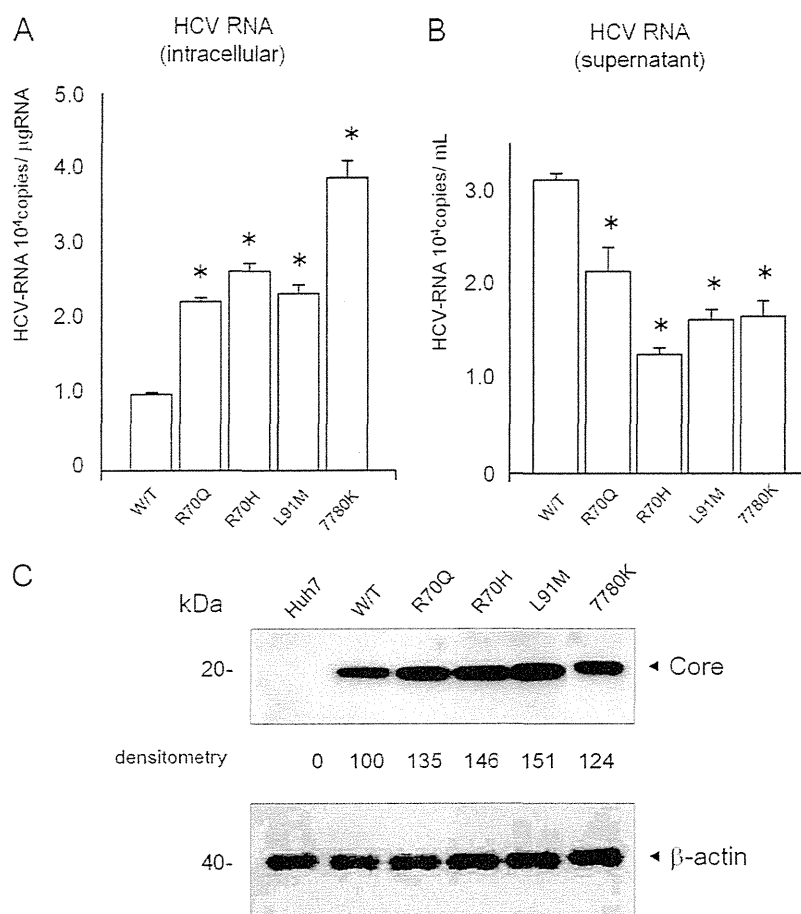 A
HCV RNA
(intracellular)
HCV-RNA 10⁴copies/ μgRNA
5.0
4.0
3.0
2.0
1.0
0
*
*
*
*
W/T
R70Q
R70H
L91M
7780K
B
HCV RNA
(supernatant)
HCV-RNA 10⁴copies/ mL
3.0
2.0
1.0
0
*
*
*
*
W/T
R70Q
R70H
L91M
7780K
C
kDa
Huh7
W/T
R70Q
R70H
L91M
7780K
20-
◄ Core
densitometry 0 100 135 146 151 124
40-
◄ β-actin